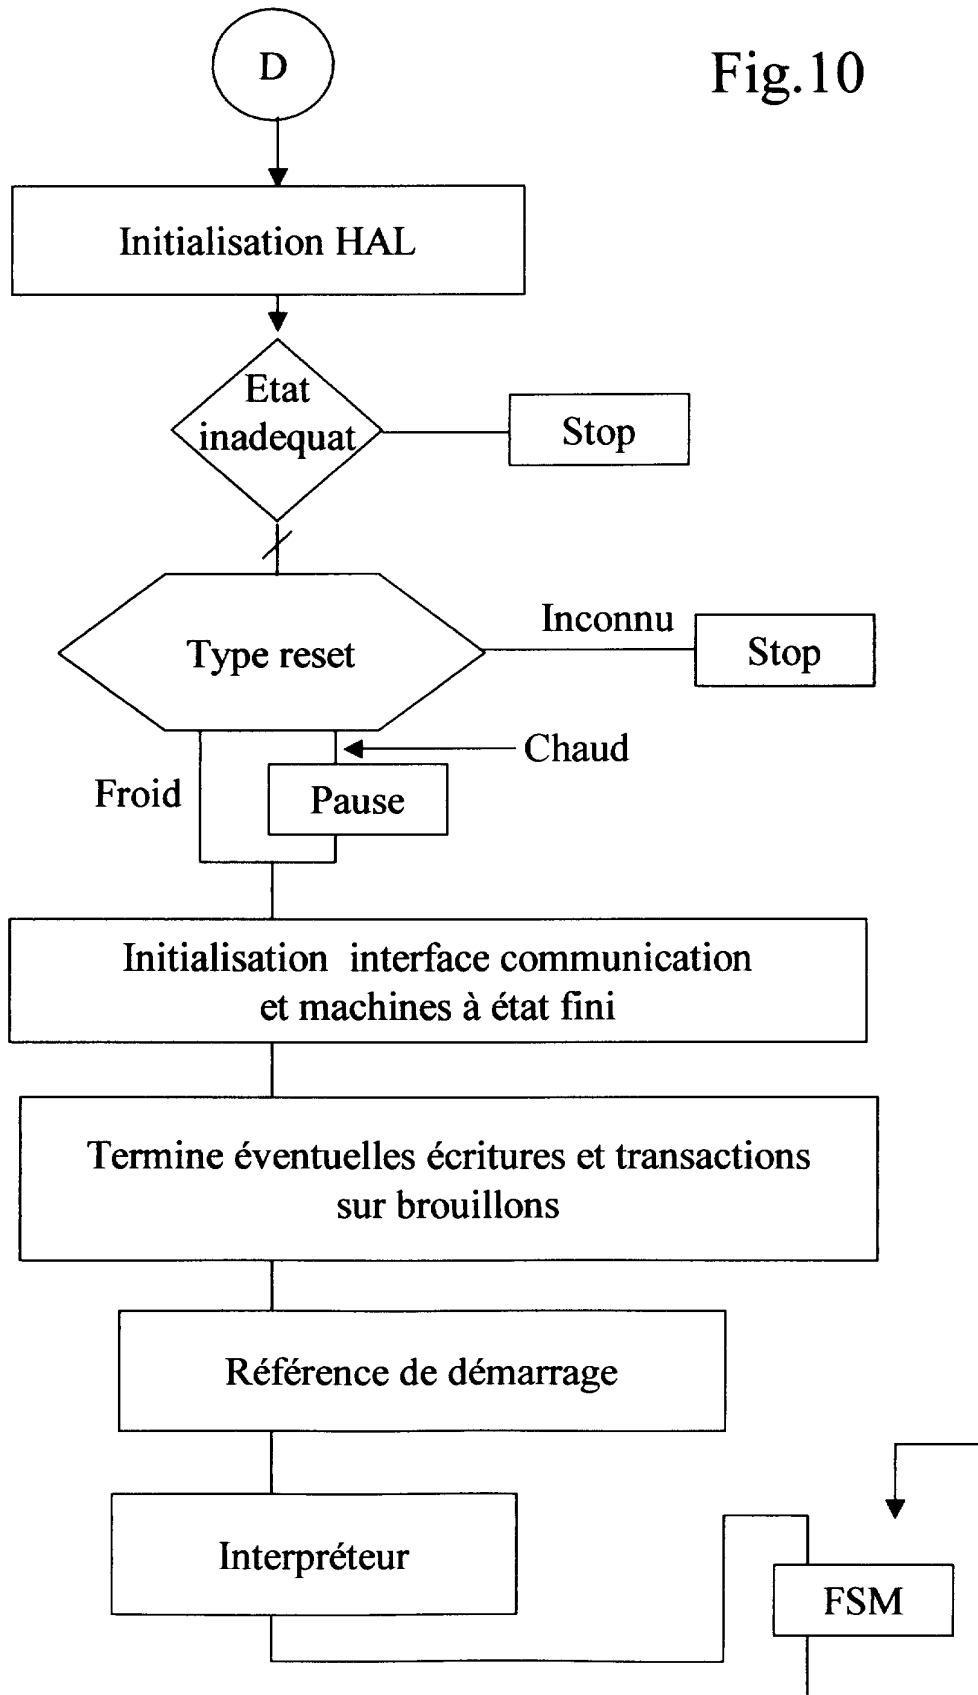 D
Fig.10
Initialisation HAL
Etat
inadequat
Stop
Inconnu
Type reset
Stop
Chaud
Froid
Pause
Initialisation interface communication
et machines à état fini
Termine éventuelles écritures et transactions
sur brouillons
Référence de démarrage
Interpréteur
FSM